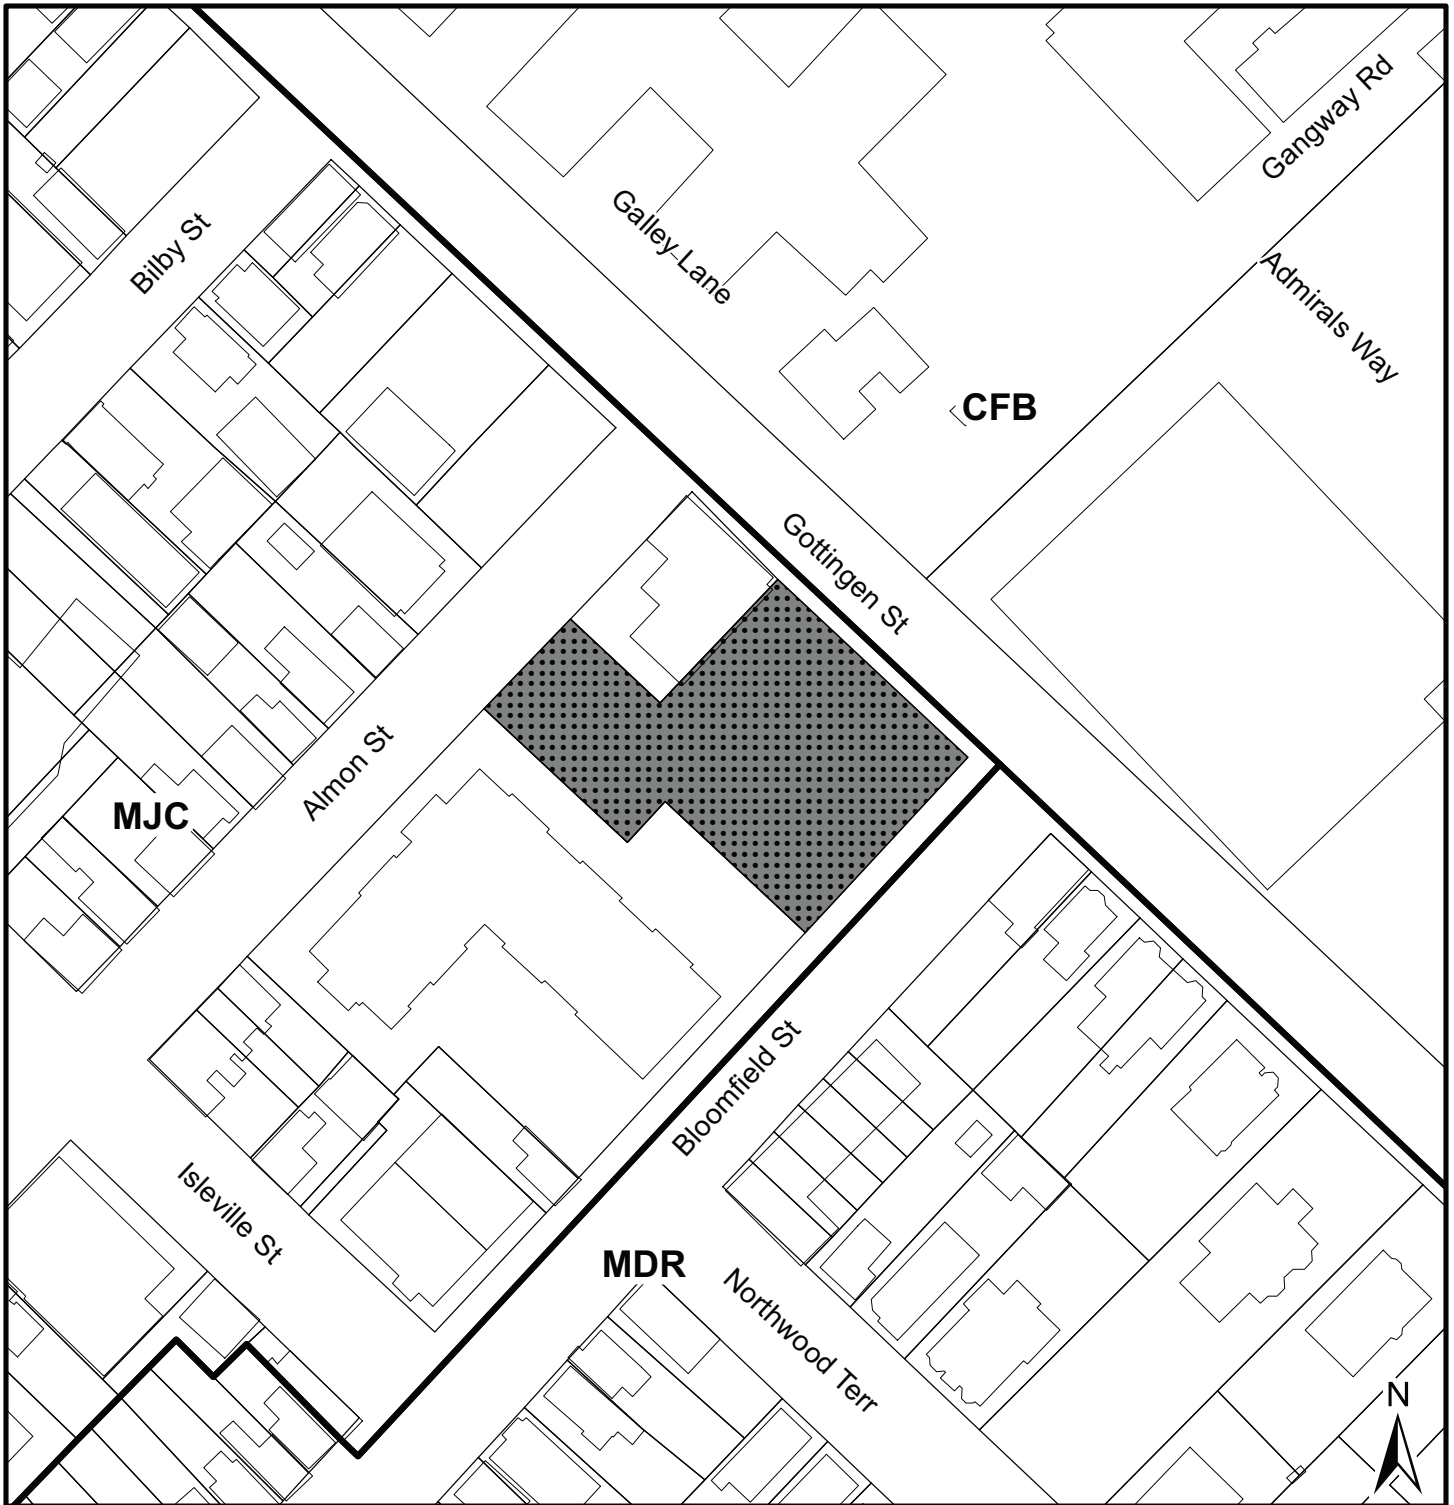 Gangway Rd
Galley Lane
Bilby St
Admirals Way
CFB
Gottingen St
Almon St
MJC
Bloomfield St
Isleville St
MDR
Northwood Terr
N